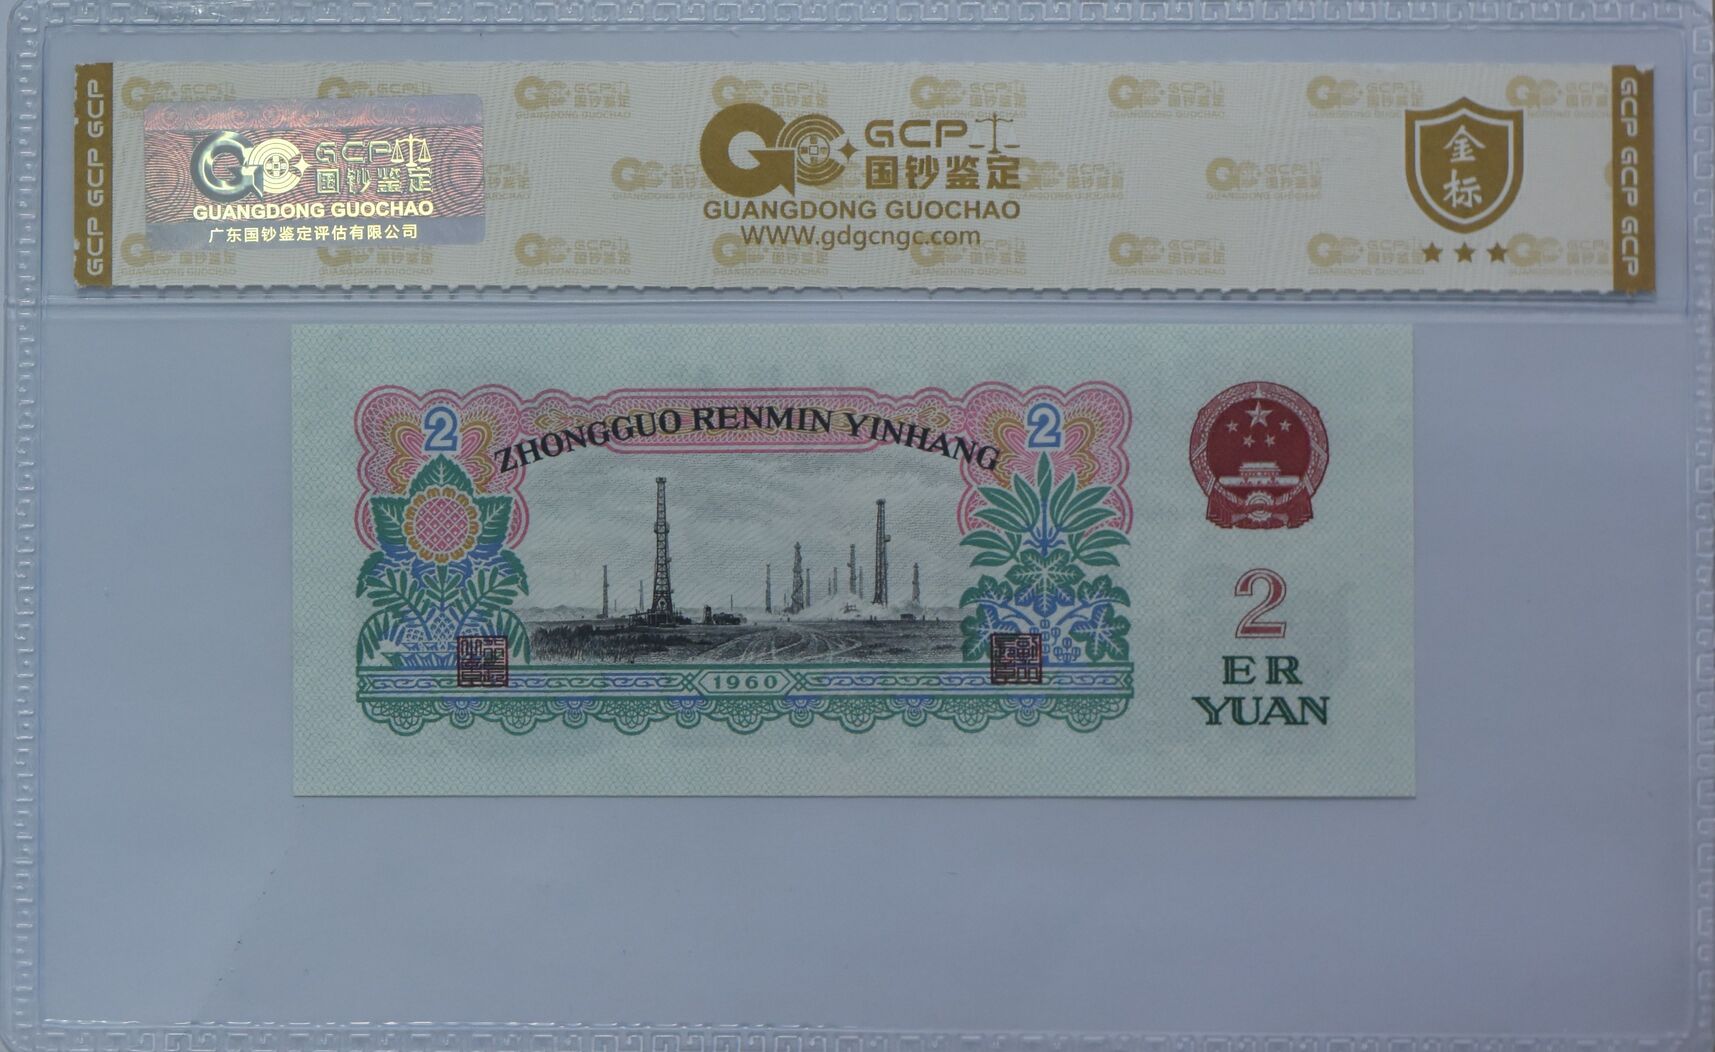 GCP GCP GCP
GCP
国钞鉴定
GUANGDONG GUOCHAO
广东国钞鉴定评估有限公司
GCP
国钞鉴定
GUANGDONG GUOCHAO
www.gdgcngc.com
金标
GCP GCP GCP
2
ZHONGGUO RENMIN YINHANG
2
1960
2
ER
YUAN